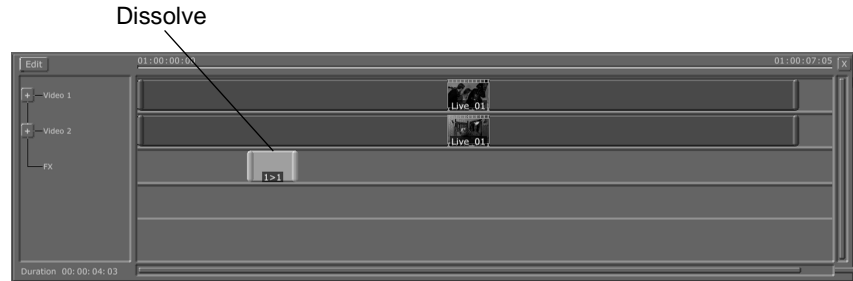 Dissolve
Edit 01:00:00:00 01:00:07:05 X
+ Video 1
Live_01
+ Video 2
Live_01
FX
1>1
Duration 00:00:04:03